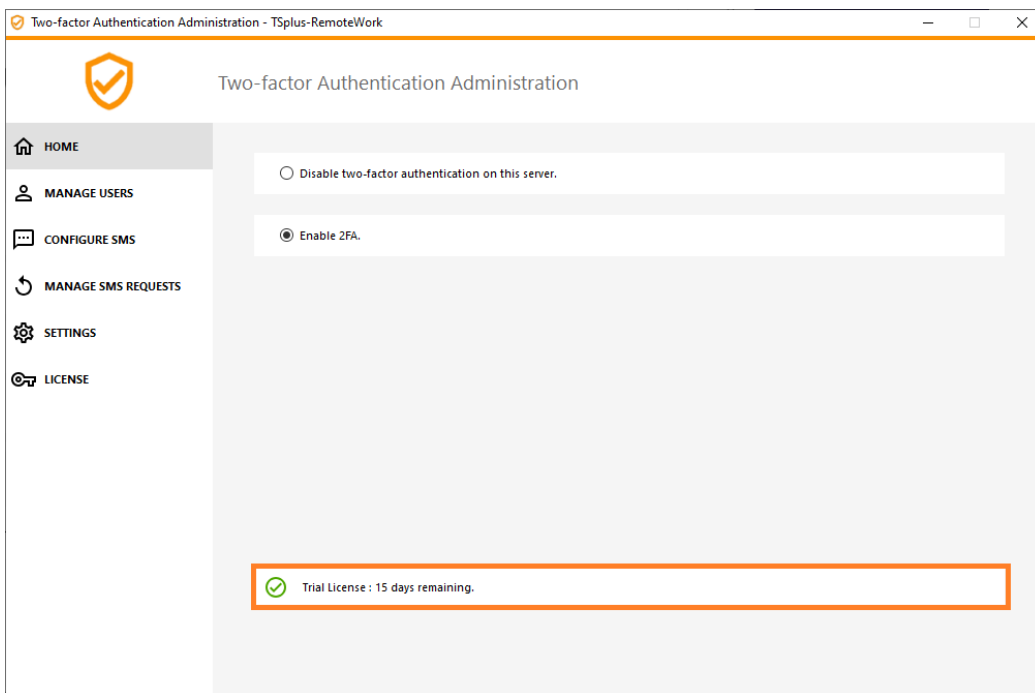 Two-factor Authentication Administration - TSplus-RemoteWork
Two-factor Authentication Administration
HOME
MANAGE USERS
CONFIGURE SMS
MANAGE SMS REQUESTS
SETTINGS
LICENSE
Disable two-factor authentication on this server.
Enable 2FA.
Trial License : 15 days remaining.